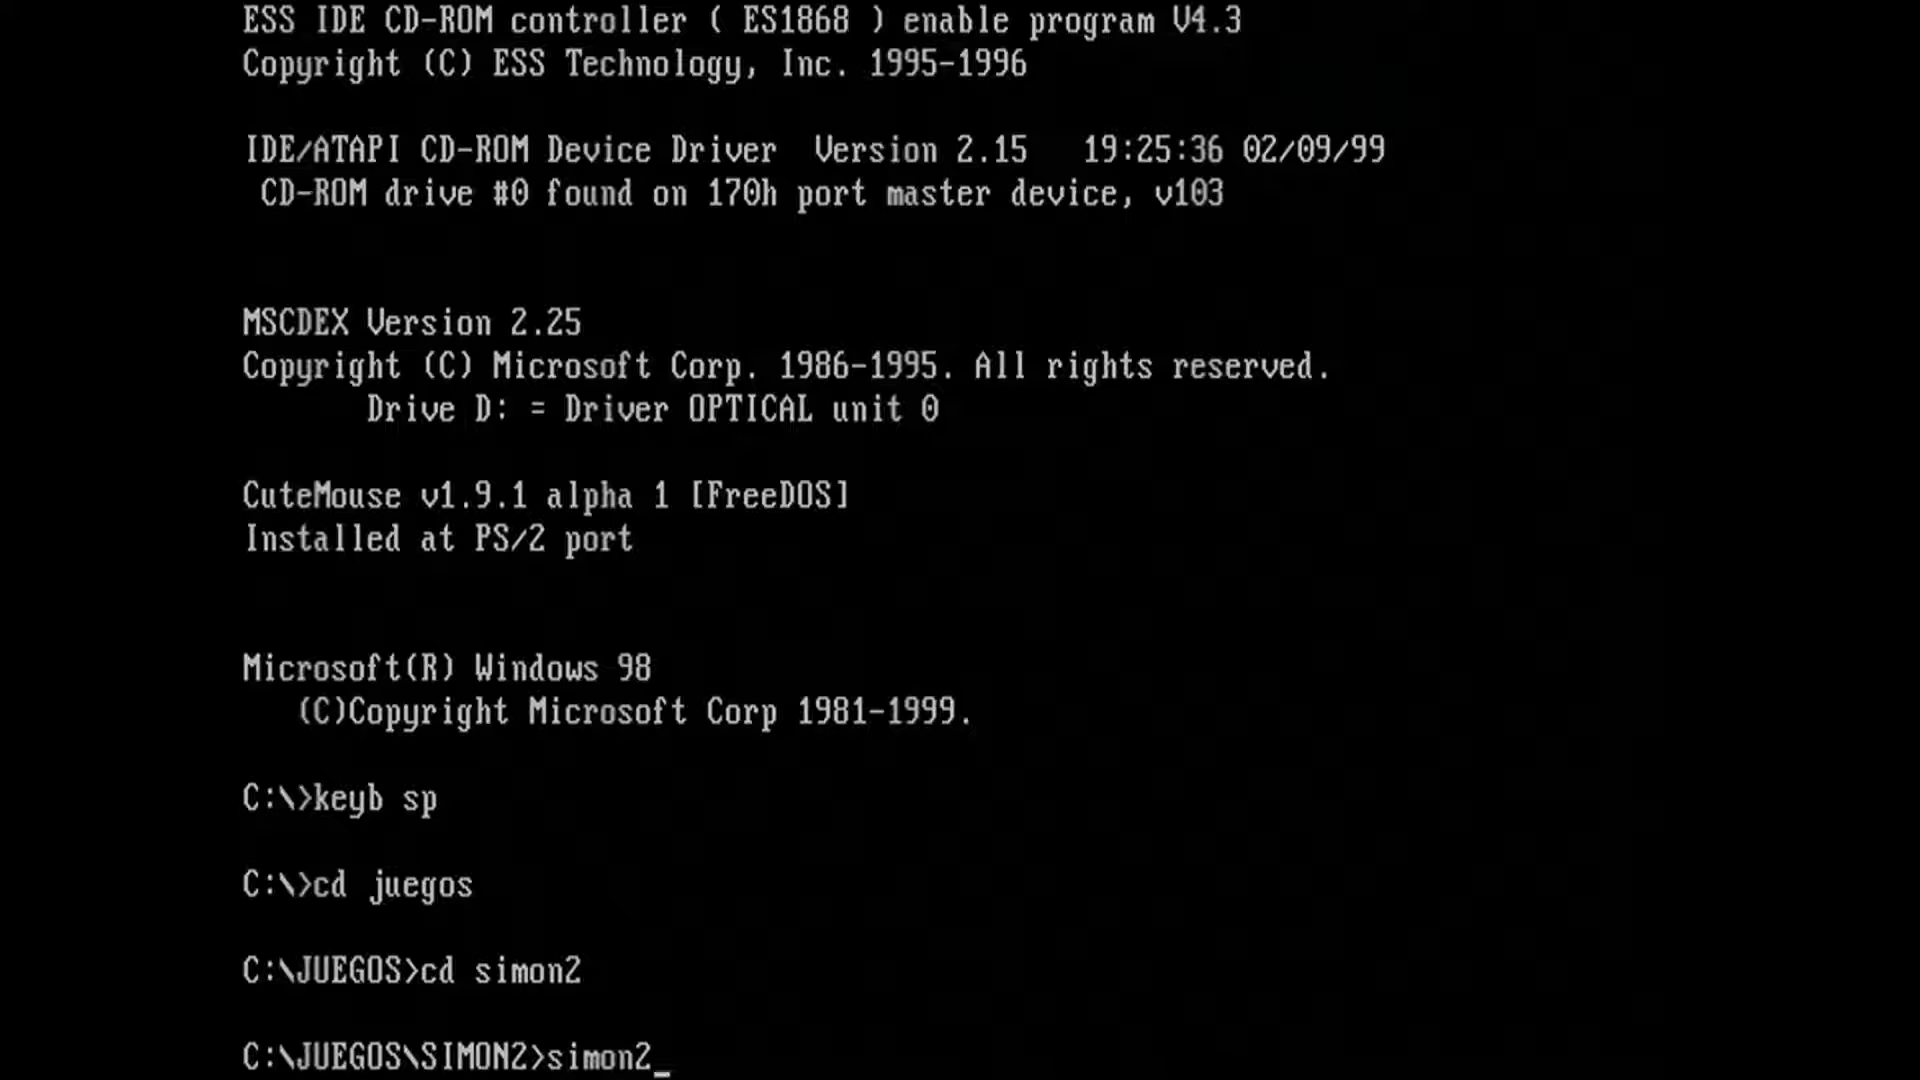 ESS IDE CD-ROM controller ( ES1868 ) enable program V4.3
Copyright (C) ESS Technology, Inc. 1995-1996
IDE/ATAPI CD-ROM Device Driver  Version 2.15   19:25:36 02/09/99
CD-ROM drive #0 found on 170h port master device, v103
MSCDEX Version 2.25
Copyright (C) Microsoft Corp. 1986-1995. All rights reserved.
Drive D: = Driver OPTICAL unit 0
CuteMouse v1.9.1 alpha 1 [FreeDOS]
Installed at PS/2 port
Microsoft(R) Windows 98
(C)Copyright Microsoft Corp 1981-1999.
C:\>keyb sp
C:\>cd juegos
C:\JUEGOS>cd simon2
C:\JUEGOS\SIMON2>simon2_